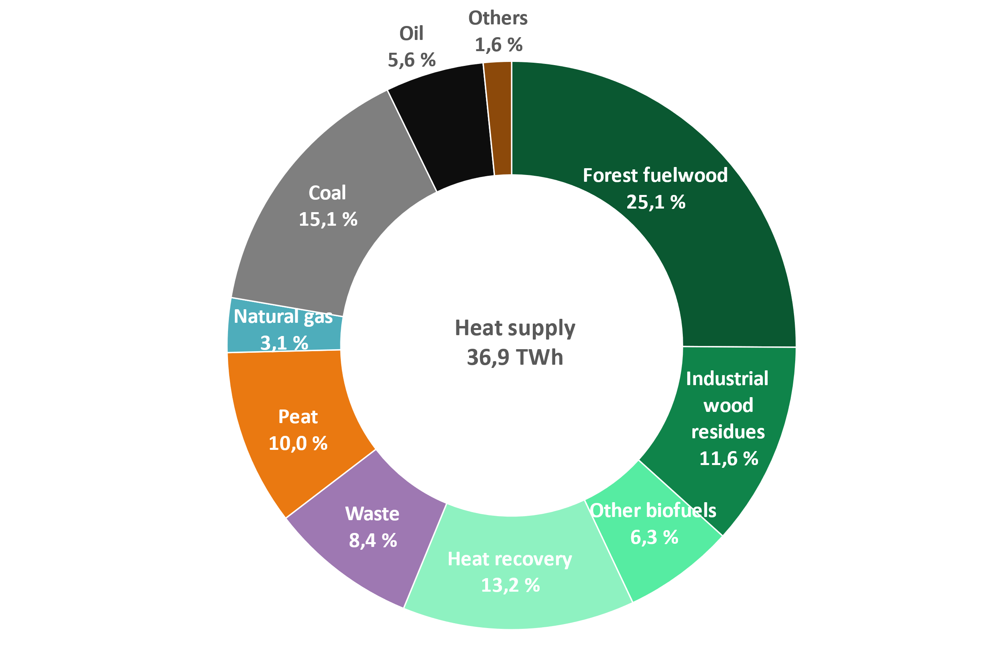 Others
1,6 %
Oil
5,6 %
Forest fuelwood
25,1 %
Coal
15,1 %
Natural gas
3,1 %
Heat supply
36,9 TWh
Industrial
wood
residues
11,6 %
Peat
10,0 %
Other biofuels
6,3 %
Waste
8,4 %
Heat recovery
13,2 %